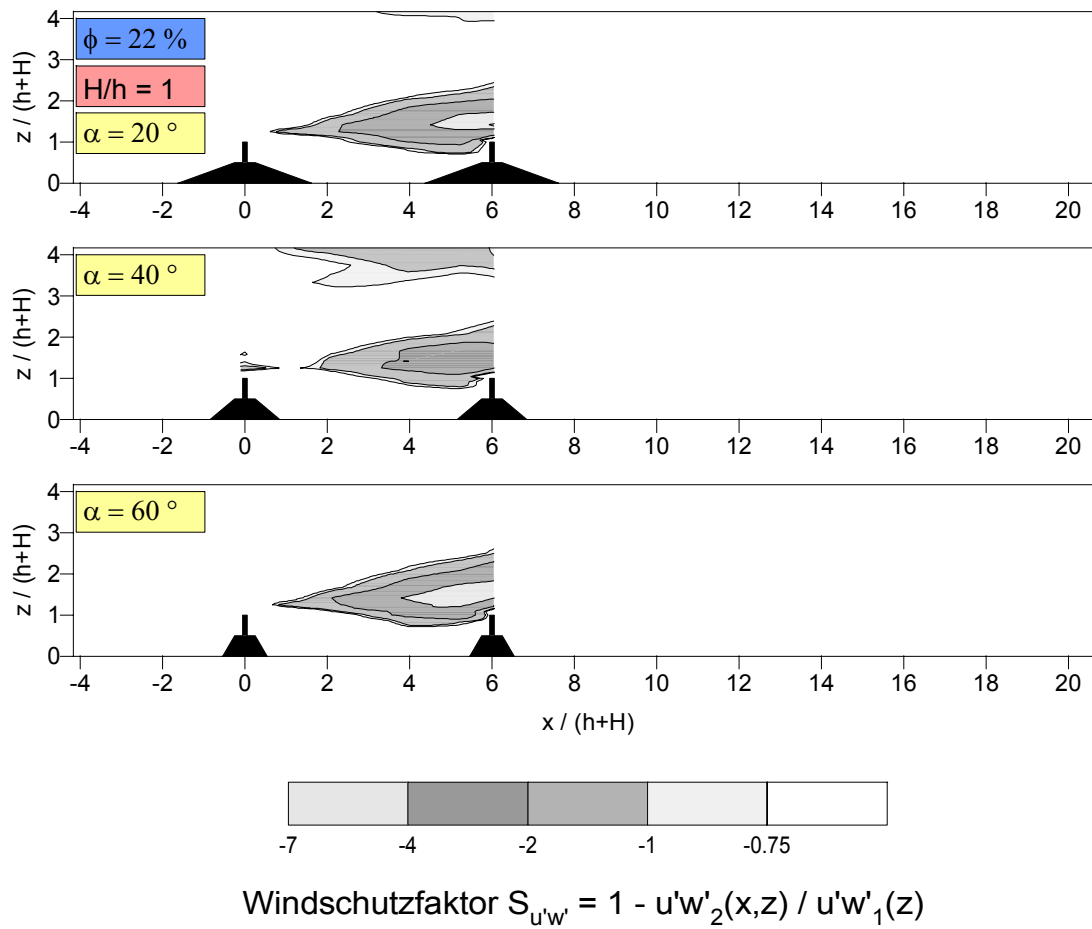 4
3
2
1
0
z / (h+H)
ϕ = 22 %
H/h = 1
α = 20 °
-4 -2 0 2 4 6 8 10 12 14 16 18 20
4
3
2
1
0
z / (h+H)
α = 40 °
-4 -2 0 2 4 6 8 10 12 14 16 18 20
4
3
2
1
0
z / (h+H)
α = 60 °
-4 -2 0 2 4 6 8 10 12 14 16 18 20
x / (h+H)
-7 -4 -2 -1 -0.75
Windschutzfaktor S_u'w' = 1 - u'w'_2(x,z) / u'w'_1(z)